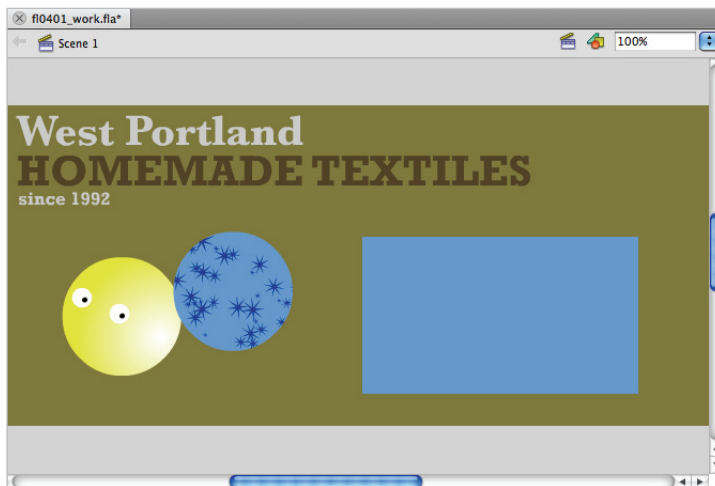 fl0401_work.fla*
Scene 1
100%
West Portland
HOMEMADE TEXTILES
since 1992